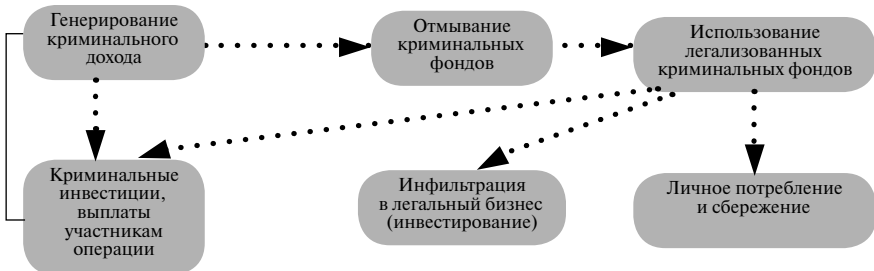 Генерирование
криминального
дохода
Отмывание
криминальных
фондов
Использование
легализованных
криминальных фондов
Криминальные
инвестиции,
выплаты
участникам
операции
Инфильтрация
в легальный бизнес
(инвестирование)
Личное потребление
и сбережение